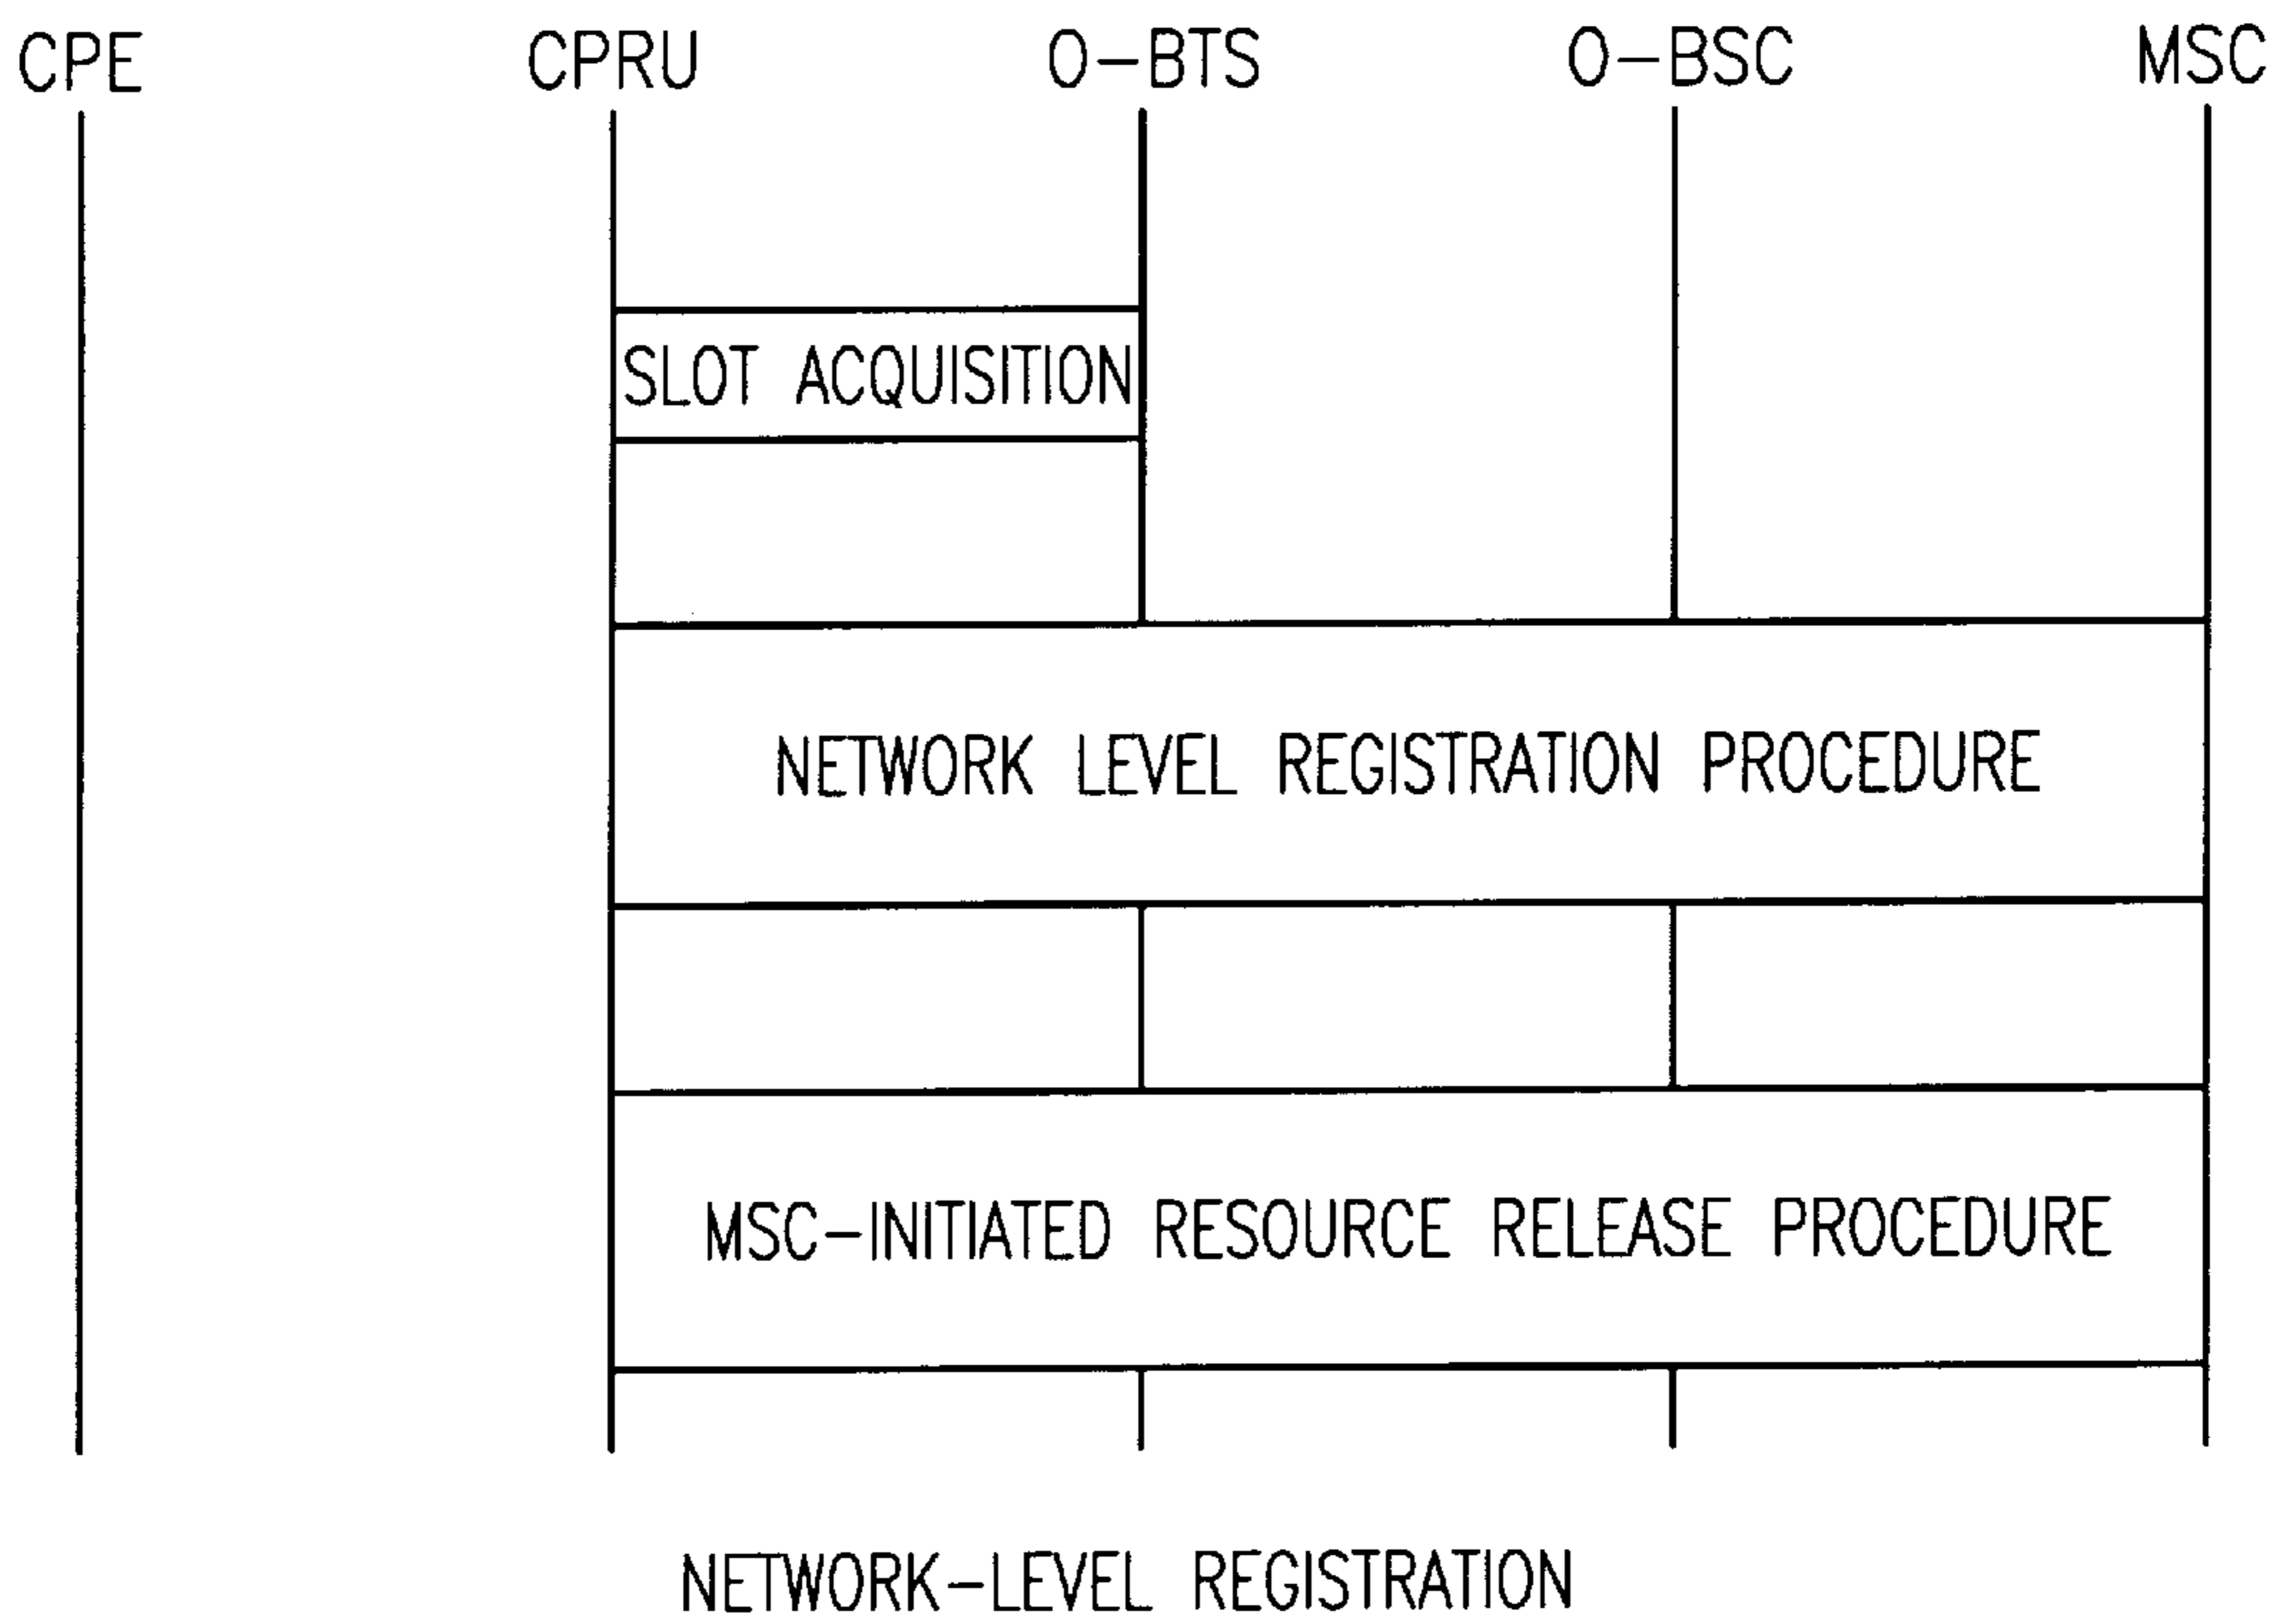 CPE CPRU O-BTS O-BSC MSC
SLOT ACQUISITION
NETWORK LEVEL REGISTRATION PROCEDURE
MSC-INITIATED RESOURCE RELEASE PROCEDURE
NETWORK-LEVEL REGISTRATION